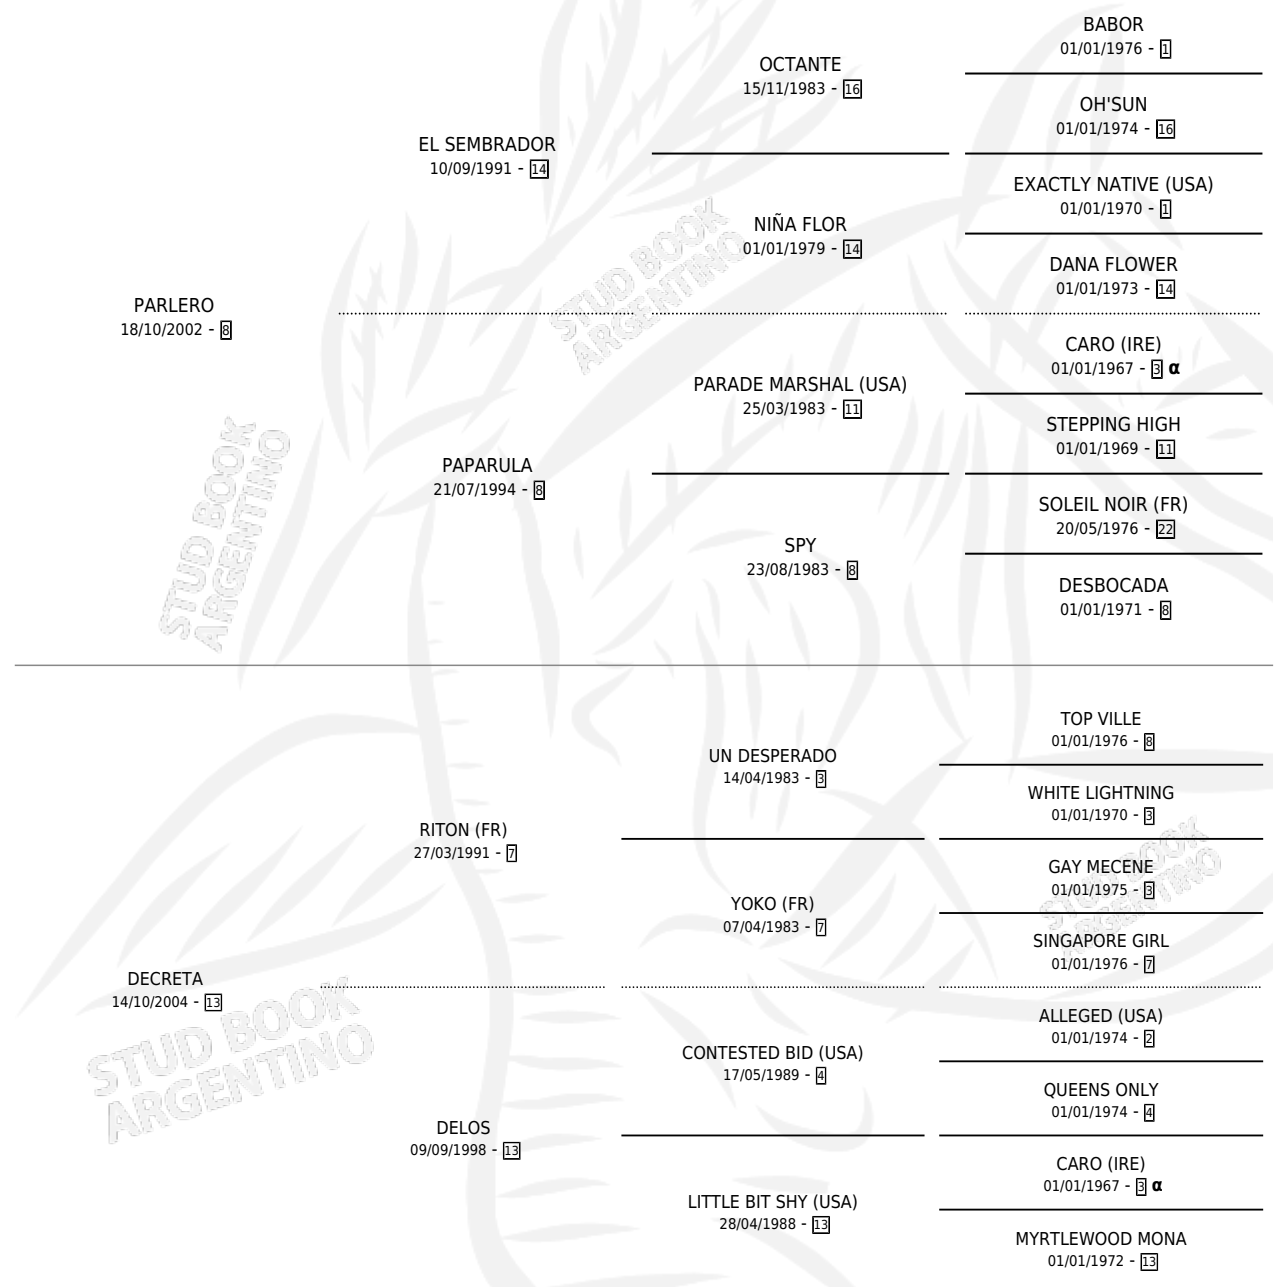 BABOR
01/01/1976 - 1
OCTANTE
15/11/1983 - 16
OH'SUN
01/01/1974 - 16
EL SEMBRADOR
10/09/1991 - 14
EXACTLY NATIVE (USA)
01/01/1970 - 1
NIÑA FLOR
01/01/1979 - 14
DANA FLOWER
01/01/1973 - 14
PARLERO
18/10/2002 - 8
CARO (IRE)
01/01/1967 - 3 α
PARADE MARSHAL (USA)
25/03/1983 - 11
STEPPING HIGH
01/01/1969 - 11
PAPARULA
21/07/1994 - 8
SOLEIL NOIR (FR)
20/05/1976 - 22
SPY
23/08/1983 - 8
DESBOCADA
01/01/1971 - 8
STUD BOOK
ARGENTINO
STUD BOOK
ARGENTINO
TOP VILLE
01/01/1976 - 8
UN DESPERADO
14/04/1983 - 3
WHITE LIGHTNING
01/01/1970 - 3
RITON (FR)
27/03/1991 - 7
GAY MECENE
01/01/1975 - 3
YOKO (FR)
07/04/1983 - 7
SINGAPORE GIRL
01/01/1976 - 7
DECRETA
14/10/2004 - 13
ALLEGED (USA)
01/01/1974 - 2
CONTESTED BID (USA)
17/05/1989 - 4
QUEENS ONLY
01/01/1974 - 4
DELOS
09/09/1998 - 13
CARO (IRE)
01/01/1967 - 3 α
LITTLE BIT SHY (USA)
28/04/1988 - 13
MYRTLEWOOD MONA
01/01/1972 - 13
STUD BOOK
ARGENTINO
STUD BOOK
ARGENTINO